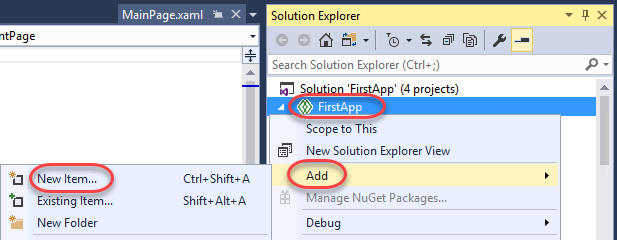 MainPage.xaml
ntPage
Solution Explorer
Search Solution Explorer (Ctrl+;)
Solution 'FirstApp' (4 projects)
FirstApp
Scope to This
New Solution Explorer View
Add
Manage NuGet Packages...
Debug
New Item... Ctrl+Shift+A
Existing Item... Shift+Alt+A
New Folder